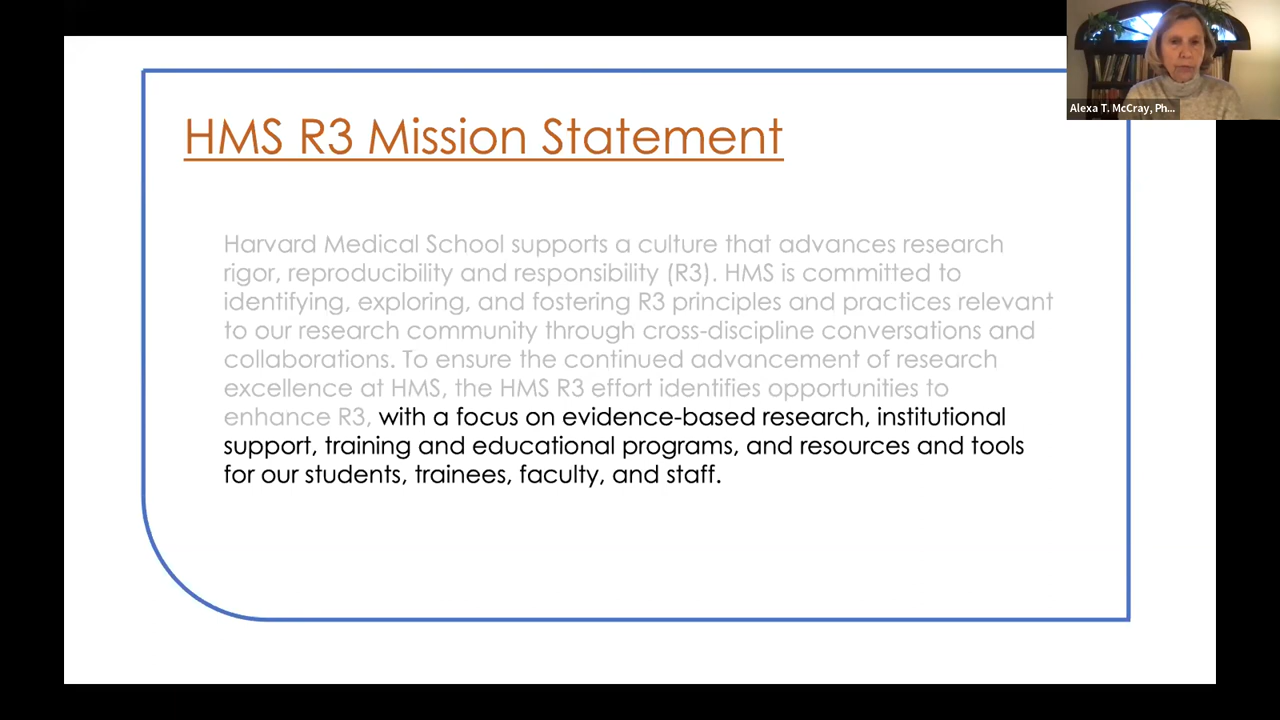 HMS R3 Mission Statement
Harvard Medical School supports a culture that advances research
rigor, reproducibility and responsibility (R3). HMS is committed to
identifying, exploring, and fostering R3 principles and practices relevant
to our research community through cross-discipline conversations and
collaborations. To ensure the continued advancement of research
excellence at HMS, the HMS R3 effort identifies opportunities to
enhance R3, with a focus on evidence-based research, institutional
support, training and educational programs, and resources and tools
for our students, trainees, faculty, and staff.
Alexa T. McCray, Ph...